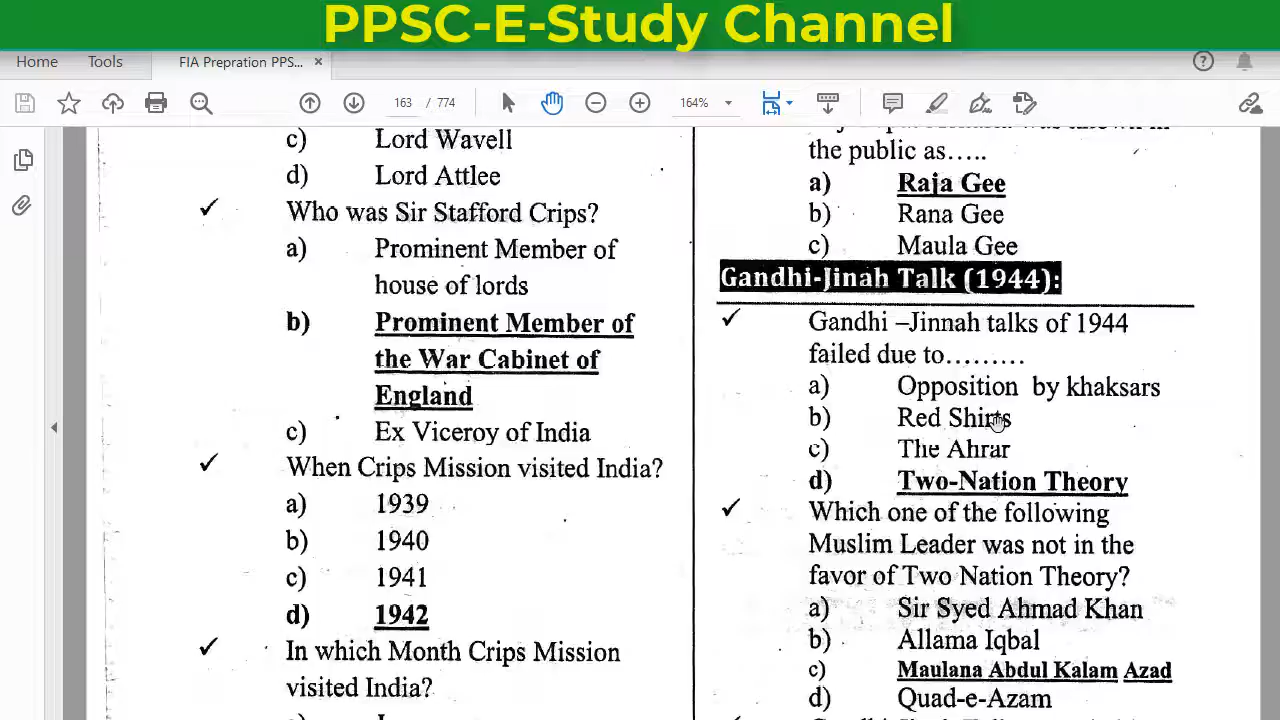 PPSC-E-Study Channel
Home Tools FIA Prepration PPS... ×
163 / 774 164%
c) Lord Wavell
d) Lord Attlee
Who was Sir Stafford Crips?
a) Prominent Member of
house of lords
b) Prominent Member of
the War Cabinet of
England
c) Ex Viceroy of India
When Crips Mission visited India?
a) 1939
b) 1940
c) 1941
d) 1942
In which Month Crips Mission
visited India?
the public as.....
a) Raja Gee
b) Rana Gee
c) Maula Gee
Gandhi-Jinah Talk (1944):
Gandhi –Jinnah talks of 1944
failed due to.........
a) Opposition by khaksars
b) Red Shirts
c) The Ahrar
d) Two-Nation Theory
Which one of the following
Muslim Leader was not in the
favor of Two Nation Theory?
a) Sir Syed Ahmad Khan
b) Allama Iqbal
c) Maulana Abdul Kalam Azad
d) Quad-e-Azam